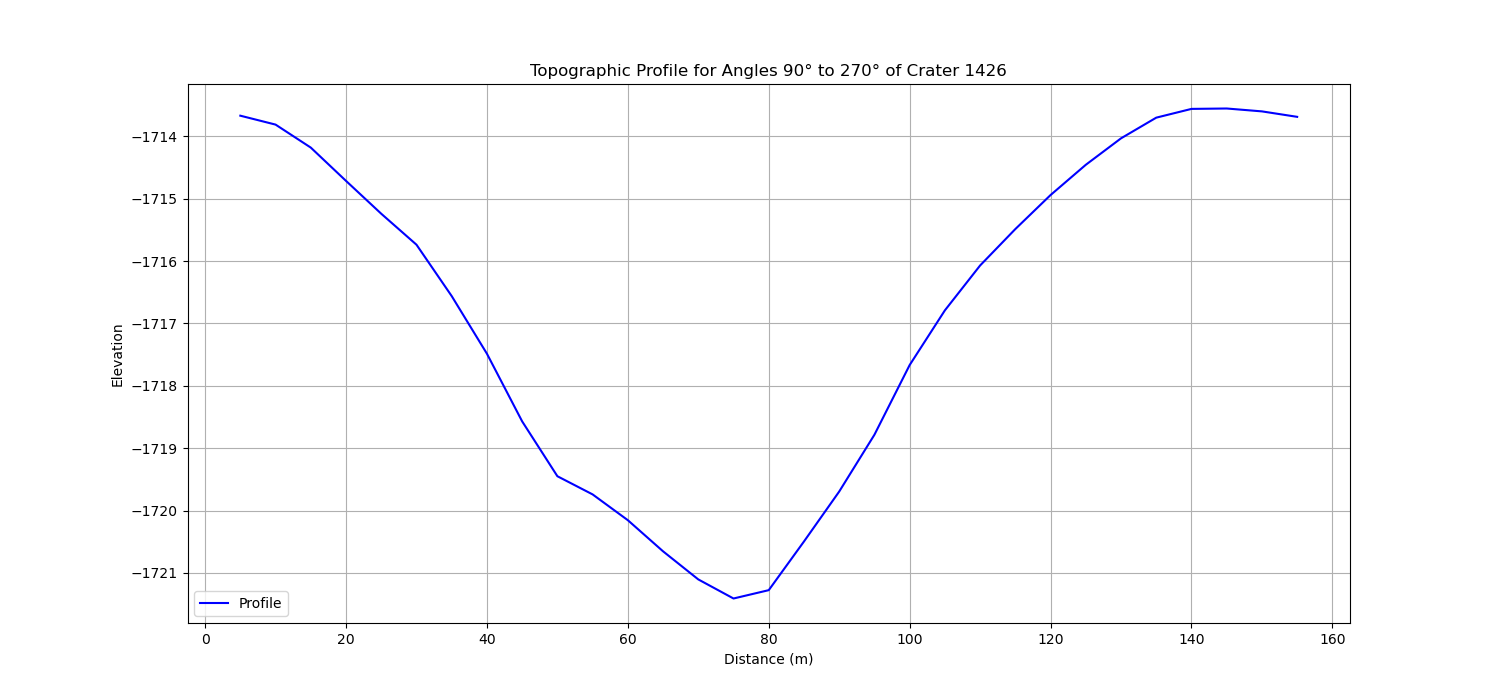 Topographic Profile for Angles 90° to 270° of Crater 1426
−1714
−1715
−1716
−1717
−1718
−1719
−1720
−1721
Elevation
Profile
0 20 40 60 80 100 120 140 160
Distance (m)